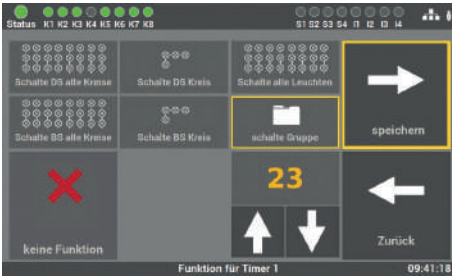 Status K1 K2 K3 K4 K5 K6 K7 K8 S1 S2 S3 S4 I1 I2 I3 I4
Schalte DS alle Kreise
Schalte DS Kreis
Schalte alle Leuchten
speichern
Schalte BS alle Kreise
Schalte BS Kreis
schalte Gruppe
23
keine Funktion
Zurück
Funktion für Timer 1
09:41:18